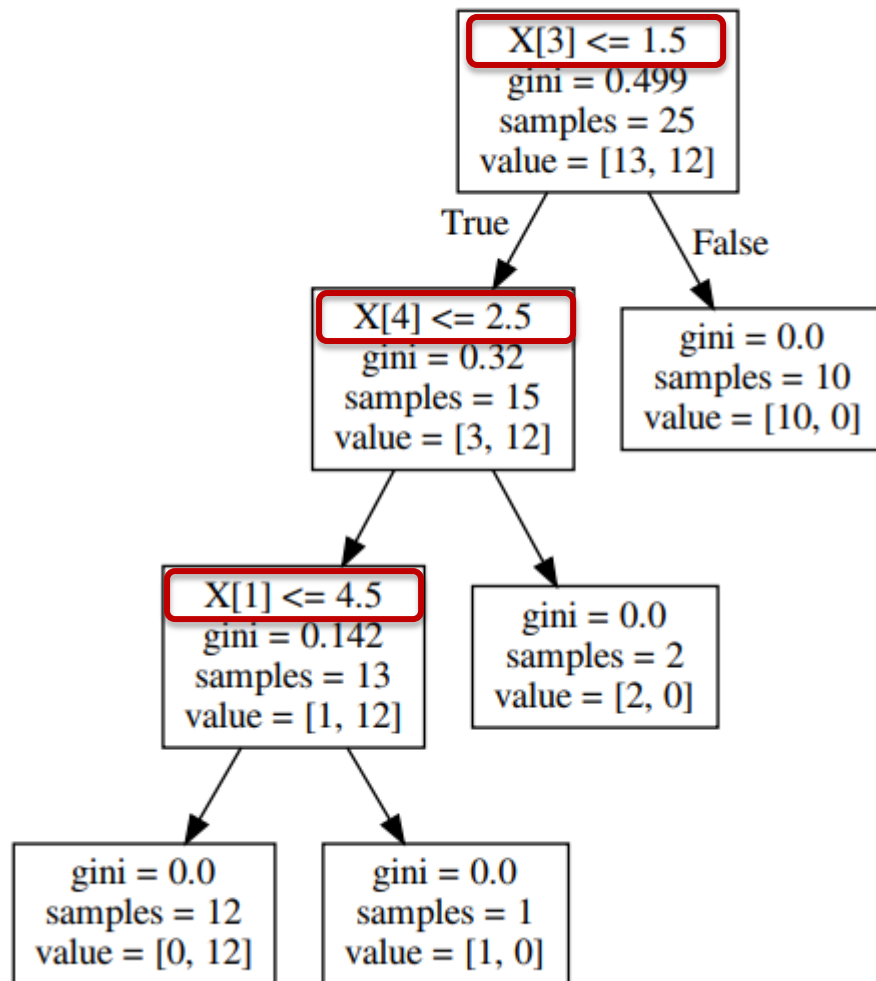 X[3] <= 1.5
gini = 0.499
samples = 25
value = [13, 12]
True
False
X[4] <= 2.5
gini = 0.32
samples = 15
value = [3, 12]
gini = 0.0
samples = 10
value = [10, 0]
X[1] <= 4.5
gini = 0.142
samples = 13
value = [1, 12]
gini = 0.0
samples = 2
value = [2, 0]
gini = 0.0
samples = 12
value = [0, 12]
gini = 0.0
samples = 1
value = [1, 0]